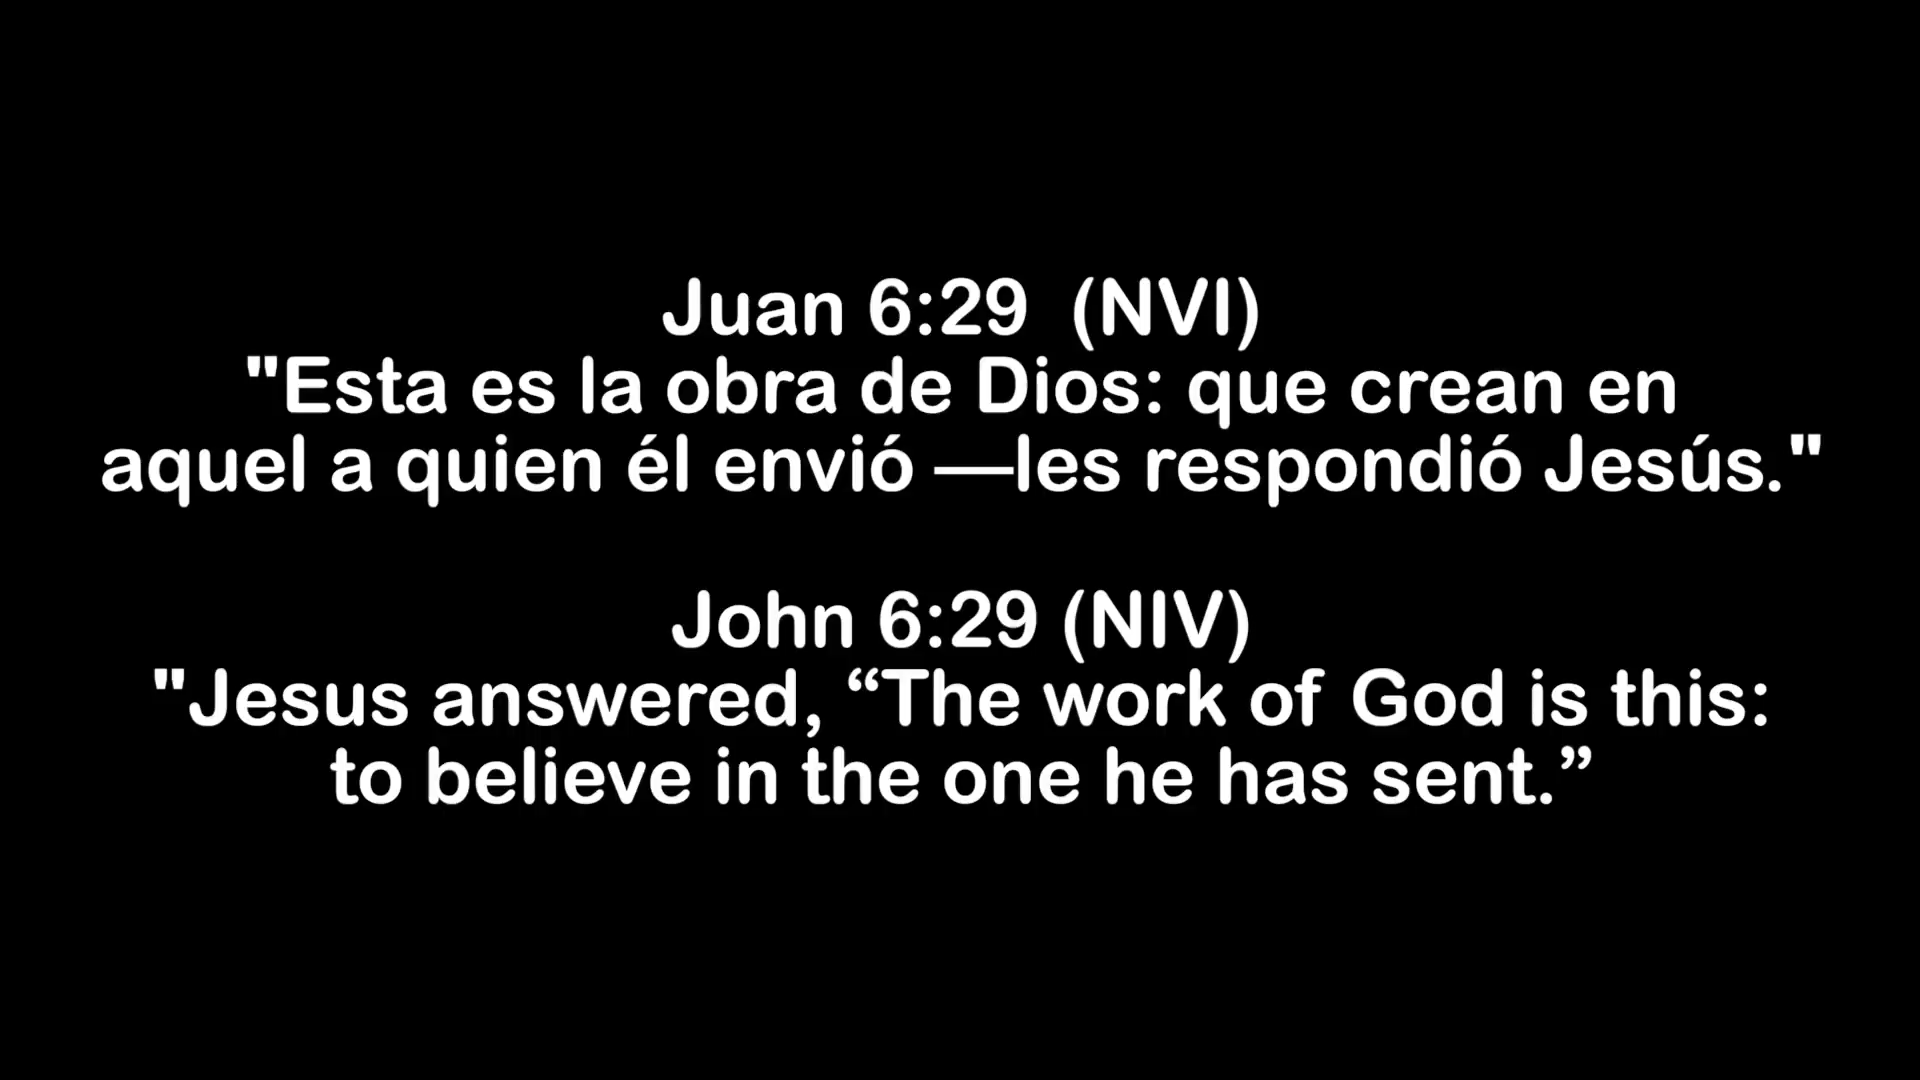 Juan 6:29  (NVI)
"Esta es la obra de Dios: que crean en
aquel a quien él envió —les respondió Jesús."
John 6:29 (NIV)
"Jesus answered, “The work of God is this:
to believe in the one he has sent.”